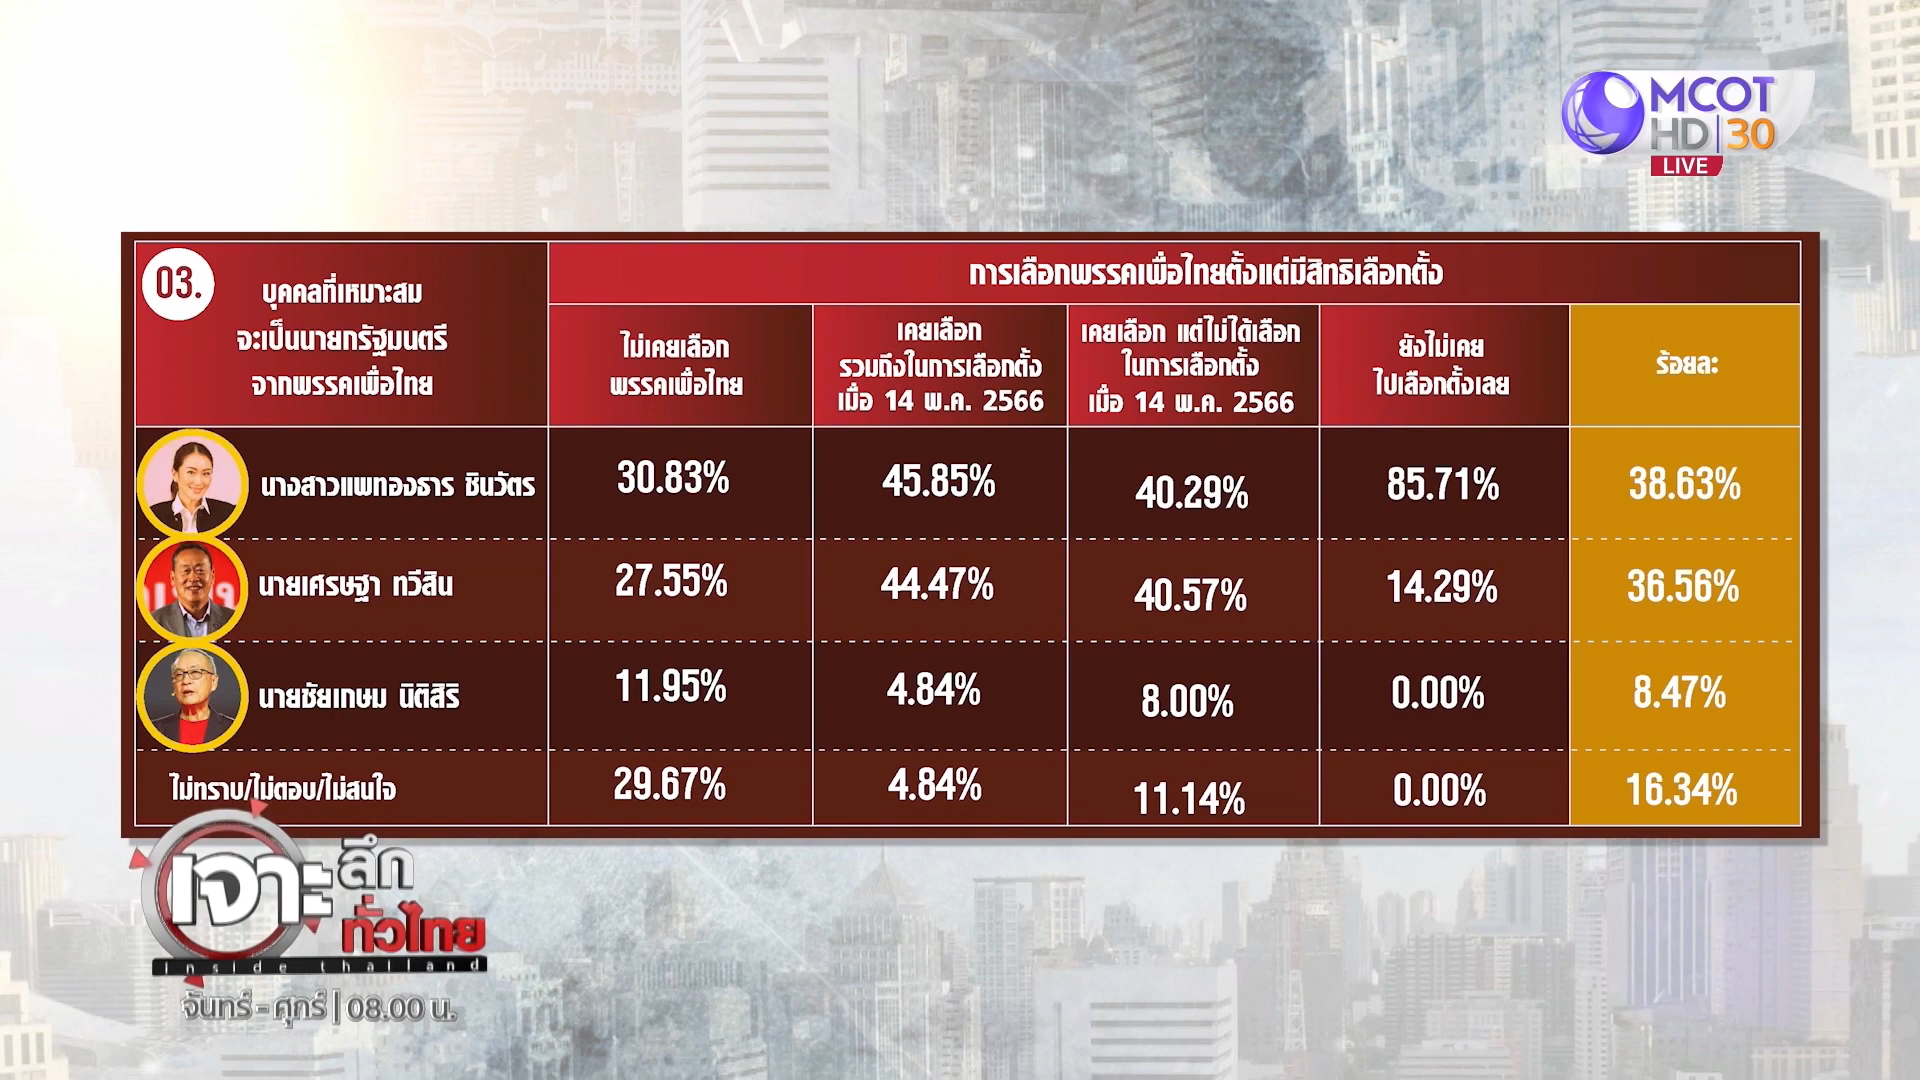 MCOT
HD 30
LIVE
03.
บุคคลที่เหมาะสม
จะเป็นนายกรัฐมนตรี
จากพรรคเพื่อไทย
การเลือกพรรคเพื่อไทยตั้งแต่มีสิทธิเลือกตั้ง
ไม่เคยเลือก
พรรคเพื่อไทย
เคยเลือก
รวมถึงในการเลือกตั้ง
เมื่อ 14 พ.ค. 2566
เคยเลือก แต่ไม่ได้เลือก
ในการเลือกตั้ง
เมื่อ 14 พ.ค. 2566
ยังไม่เคย
ไปเลือกตั้งเลย
ร้อยละ
นางสาวแพทองธาร ชินวัตร 30.83% 45.85% 40.29% 85.71% 38.63%
นายเศรษฐา ทวีสิน 27.55% 44.47% 40.57% 14.29% 36.56%
นายชัยเกษม นิติสิริ 11.95% 4.84% 8.00% 0.00% 8.47%
ไม่ทราบ/ไม่ตอบ/ไม่สนใจ 29.67% 4.84% 11.14% 0.00% 16.34%
เจาะลึก
ทั่วไทย
inside thailand
จันทร์ - ศุกร์ | 08.00 น.